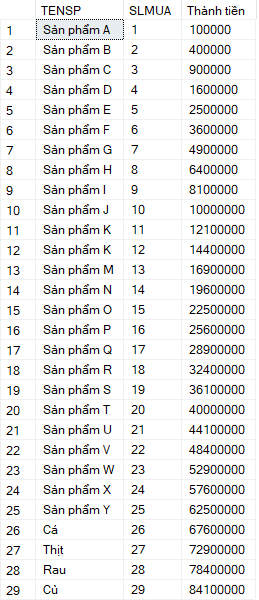 TENSP SLMUA Thành tiền
1 Sản phẩm A 1 100000
2 Sản phẩm B 2 400000
3 Sản phẩm C 3 900000
4 Sản phẩm D 4 1600000
5 Sản phẩm E 5 2500000
6 Sản phẩm F 6 3600000
7 Sản phẩm G 7 4900000
8 Sản phẩm H 8 6400000
9 Sản phẩm I 9 8100000
10 Sản phẩm J 10 10000000
11 Sản phẩm K 11 12100000
12 Sản phẩm K 12 14400000
13 Sản phẩm M 13 16900000
14 Sản phẩm N 14 19600000
15 Sản phẩm O 15 22500000
16 Sản phẩm P 16 25600000
17 Sản phẩm Q 17 28900000
18 Sản phẩm R 18 32400000
19 Sản phẩm S 19 36100000
20 Sản phẩm T 20 40000000
21 Sản phẩm U 21 44100000
22 Sản phẩm V 22 48400000
23 Sản phẩm W 23 52900000
24 Sản phẩm X 24 57600000
25 Sản phẩm Y 25 62500000
26 Cá 26 67600000
27 Thịt 27 72900000
28 Rau 28 78400000
29 Củ 29 84100000